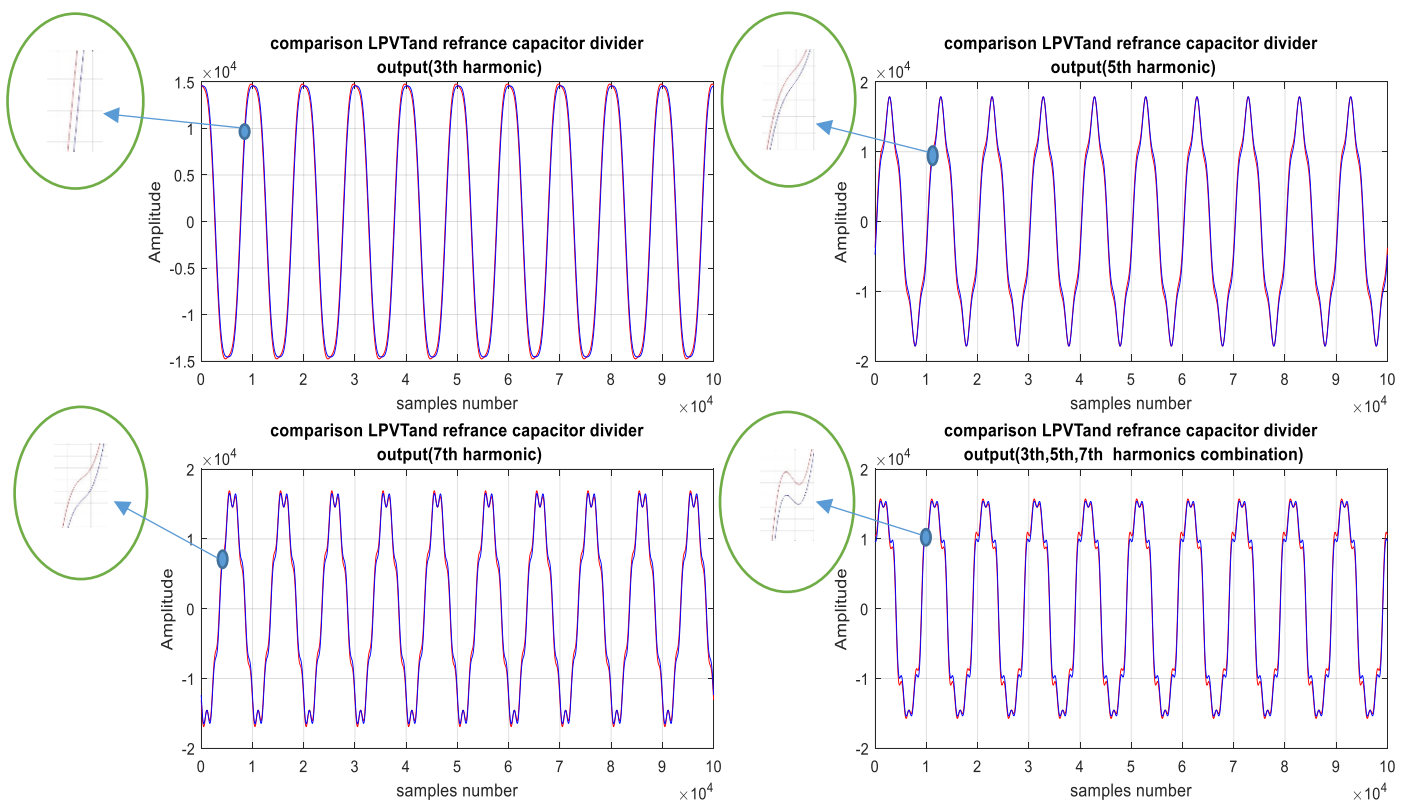 comparison LPVTand refrance capacitor divider
output(3th harmonic)
×10^4
1.5
1
0.5
0
-0.5
-1
-1.5
Amplitude
0 1 2 3 4 5 6 7 8 9 10
samples number
×10^4
comparison LPVTand refrance capacitor divider
output(5th harmonic)
×10^4
2
1
0
-1
-2
Amplitude
0 1 2 3 4 5 6 7 8 9 10
samples number
×10^4
comparison LPVTand refrance capacitor divider
output(7th harmonic)
×10^4
2
1
0
-1
-2
Amplitude
0 1 2 3 4 5 6 7 8 9 10
samples number
×10^4
comparison LPVTand refrance capacitor divider
output(3th,5th,7th harmonics combination)
×10^4
2
1
0
-1
-2
Amplitude
0 1 2 3 4 5 6 7 8 9 10
samples number
×10^4